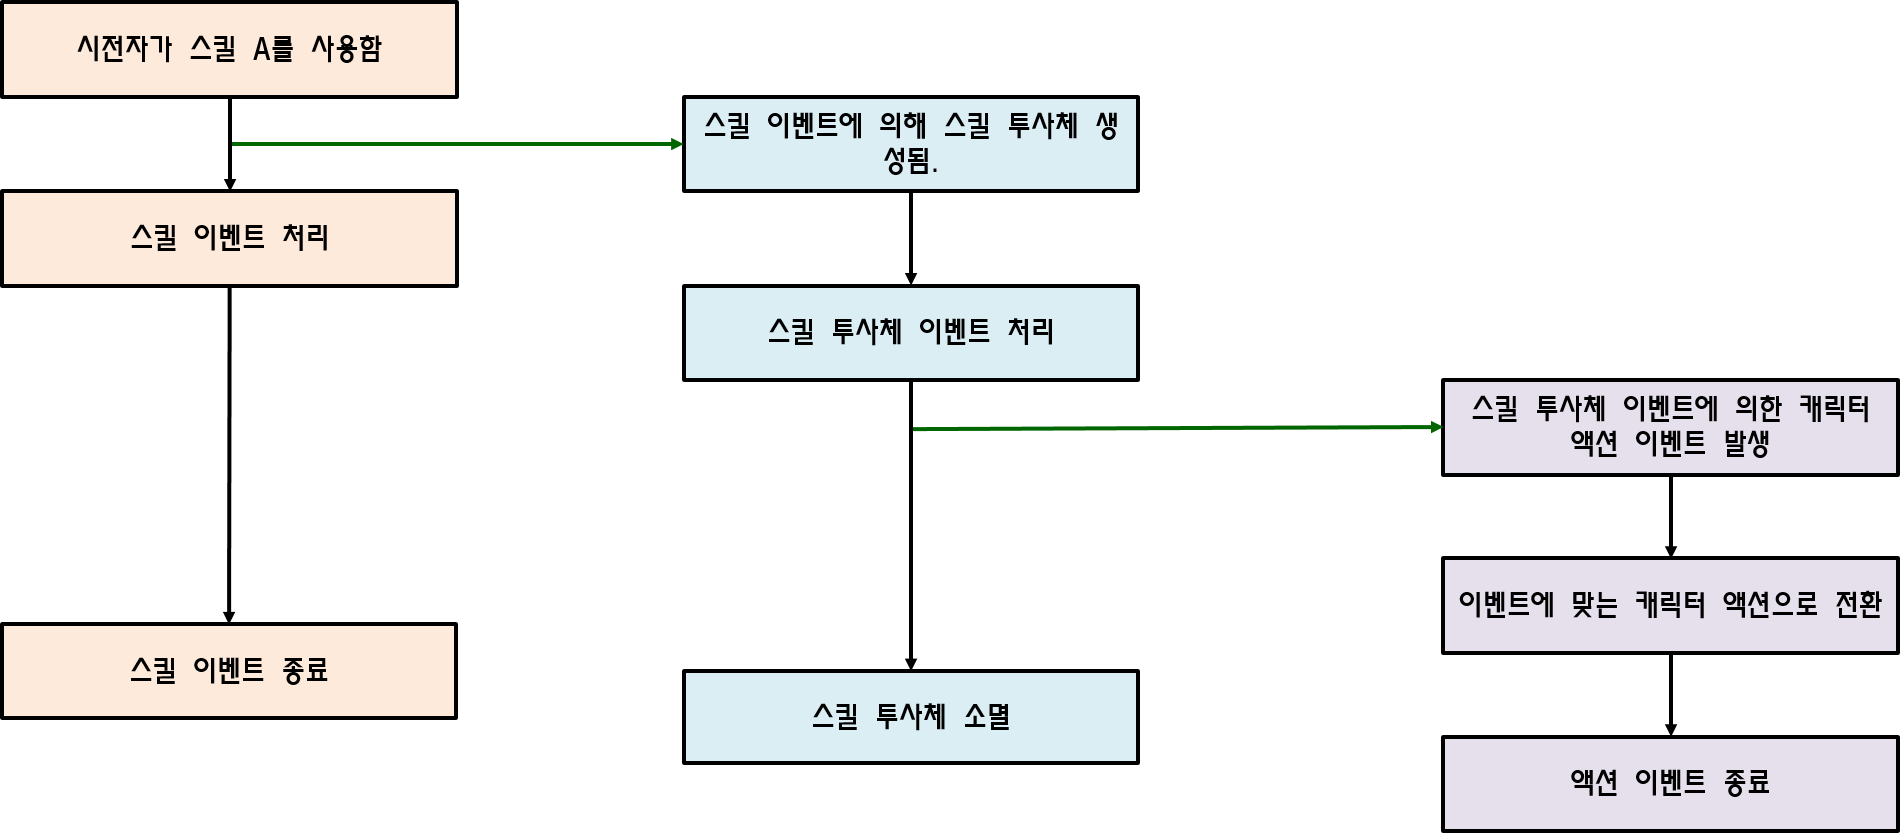 시전자가 스킬 A를 사용함
스킬 이벤트 처리
스킬 이벤트 종료
스킬 이벤트에 의해 스킬 투사체 생
성됨.
스킬 투사체 이벤트 처리
스킬 투사체 소멸
스킬 투사체 이벤트에 의한 캐릭터
액션 이벤트 발생
이벤트에 맞는 캐릭터 액션으로 전환
액션 이벤트 종료